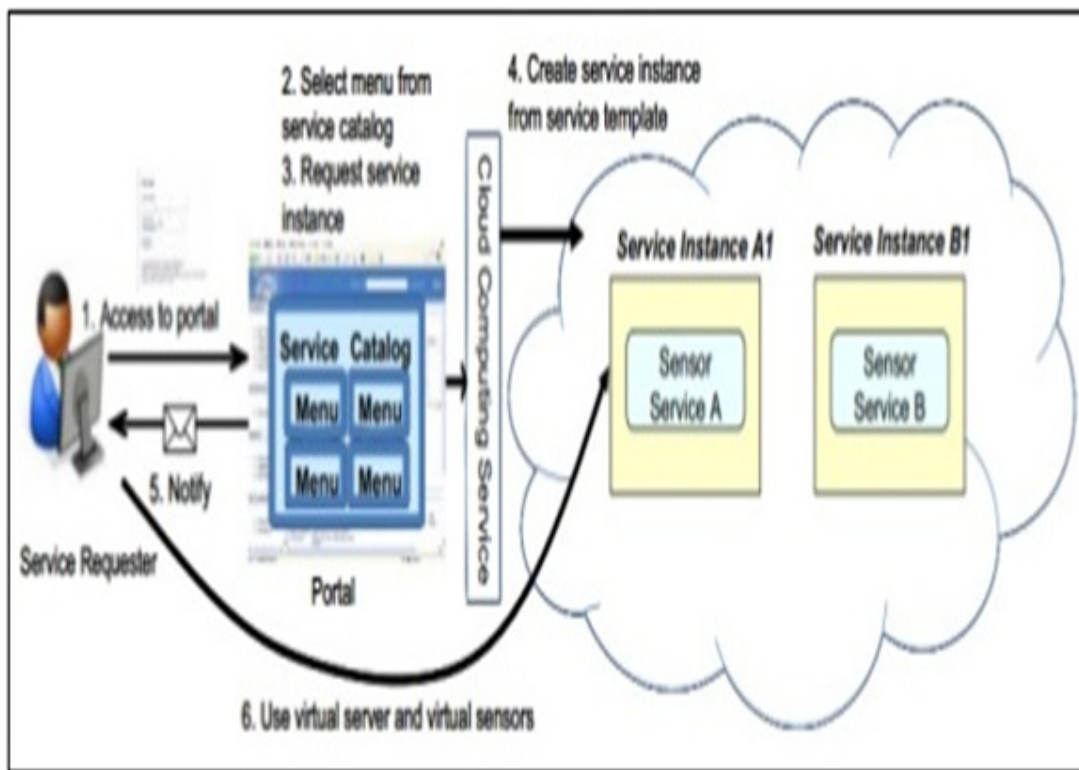 2. Select menu from
service catalog
3. Request service
instance
4. Create service instance
from service template
Cloud Computing Service
Service Instance A1
Service Instance B1
1. Access to portal
Service Catalog
Menu Menu
Menu Menu
Sensor
Service A
Sensor
Service B
5. Notify
Service Requester
Portal
6. Use virtual server and virtual sensors